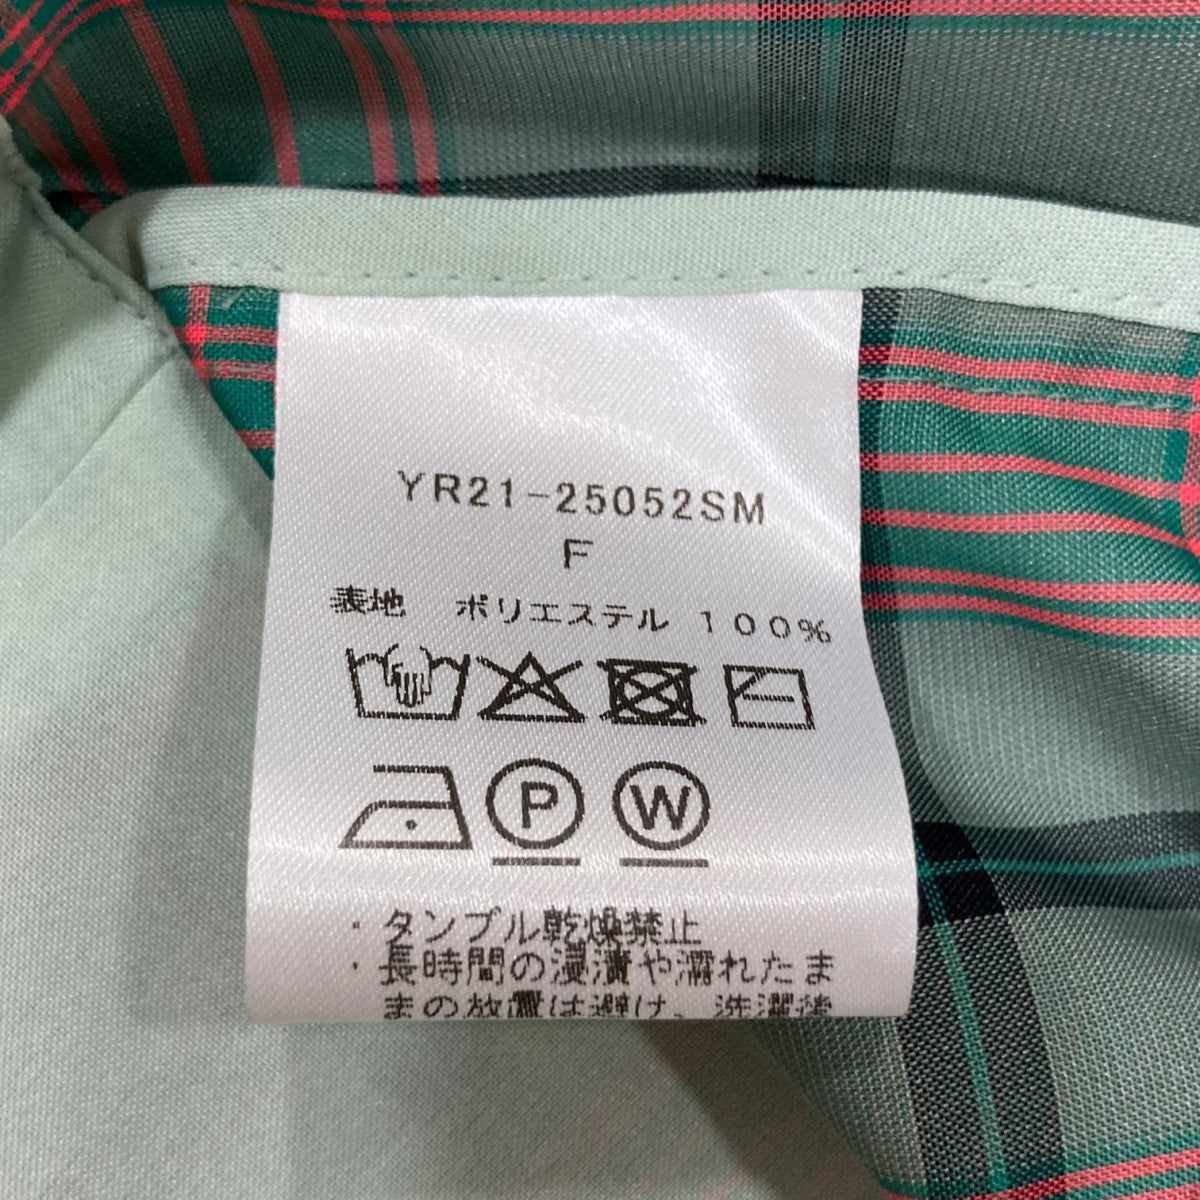 YR21-25052SM
F
表地 ポリエステル 100%
P W
・タンブル乾燥禁止
・長時間の浸漬や濡れたま
まの放置は避け、洗濯後